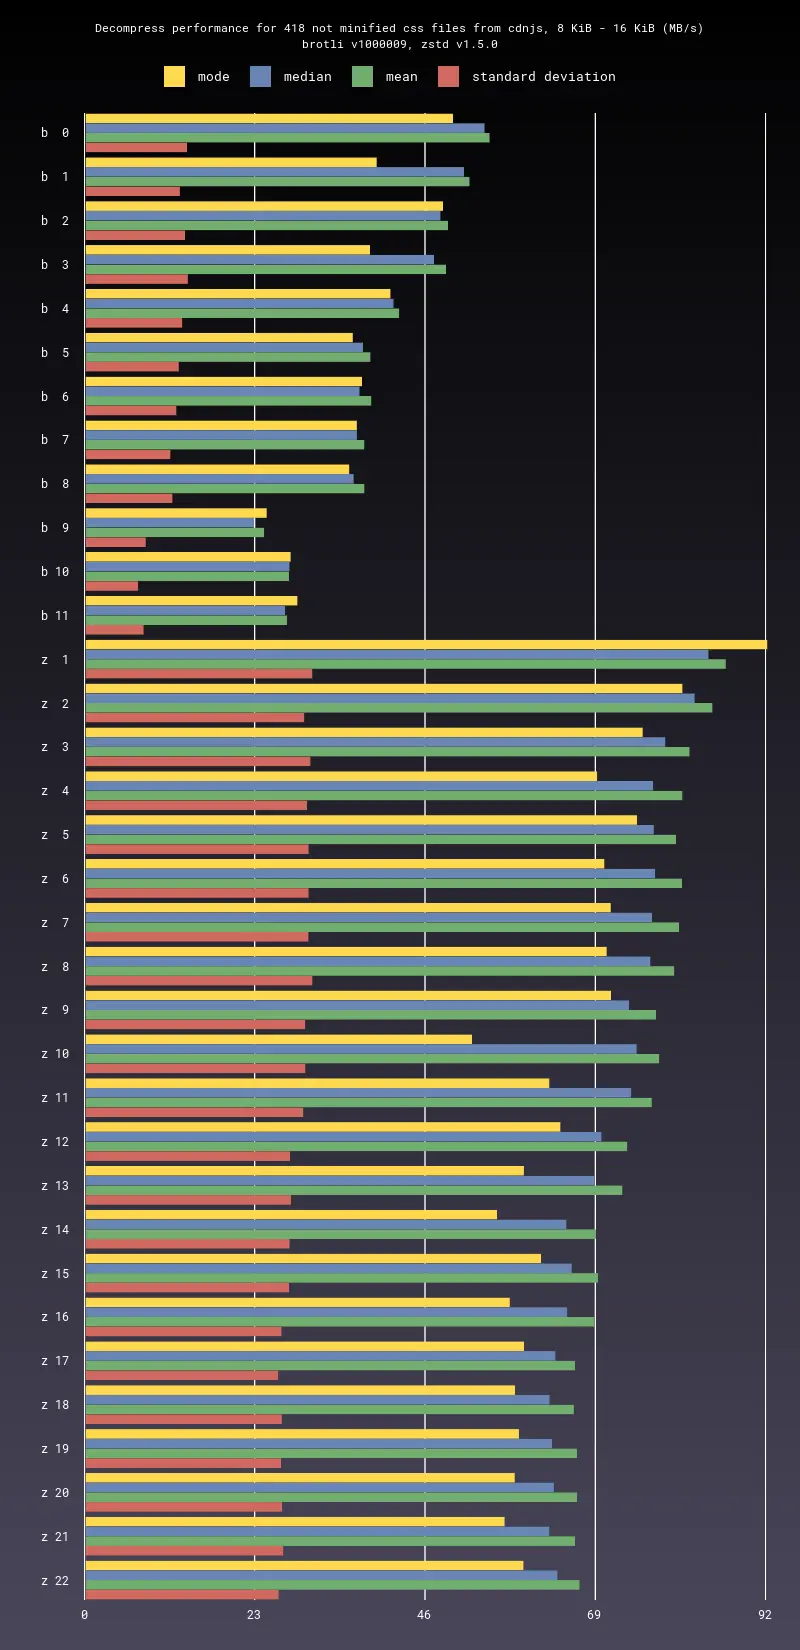 Decompress performance for 418 not minified css files from cdnjs, 8 KiB - 16 KiB (MB/s)
brotli v1000009, zstd v1.5.0
mode median mean standard deviation
b 0
b 1
b 2
b 3
b 4
b 5
b 6
b 7
b 8
b 9
b 10
b 11
z 1
z 2
z 3
z 4
z 5
z 6
z 7
z 8
z 9
z 10
z 11
z 12
z 13
z 14
z 15
z 16
z 17
z 18
z 19
z 20
z 21
z 22
0 23 46 69 92